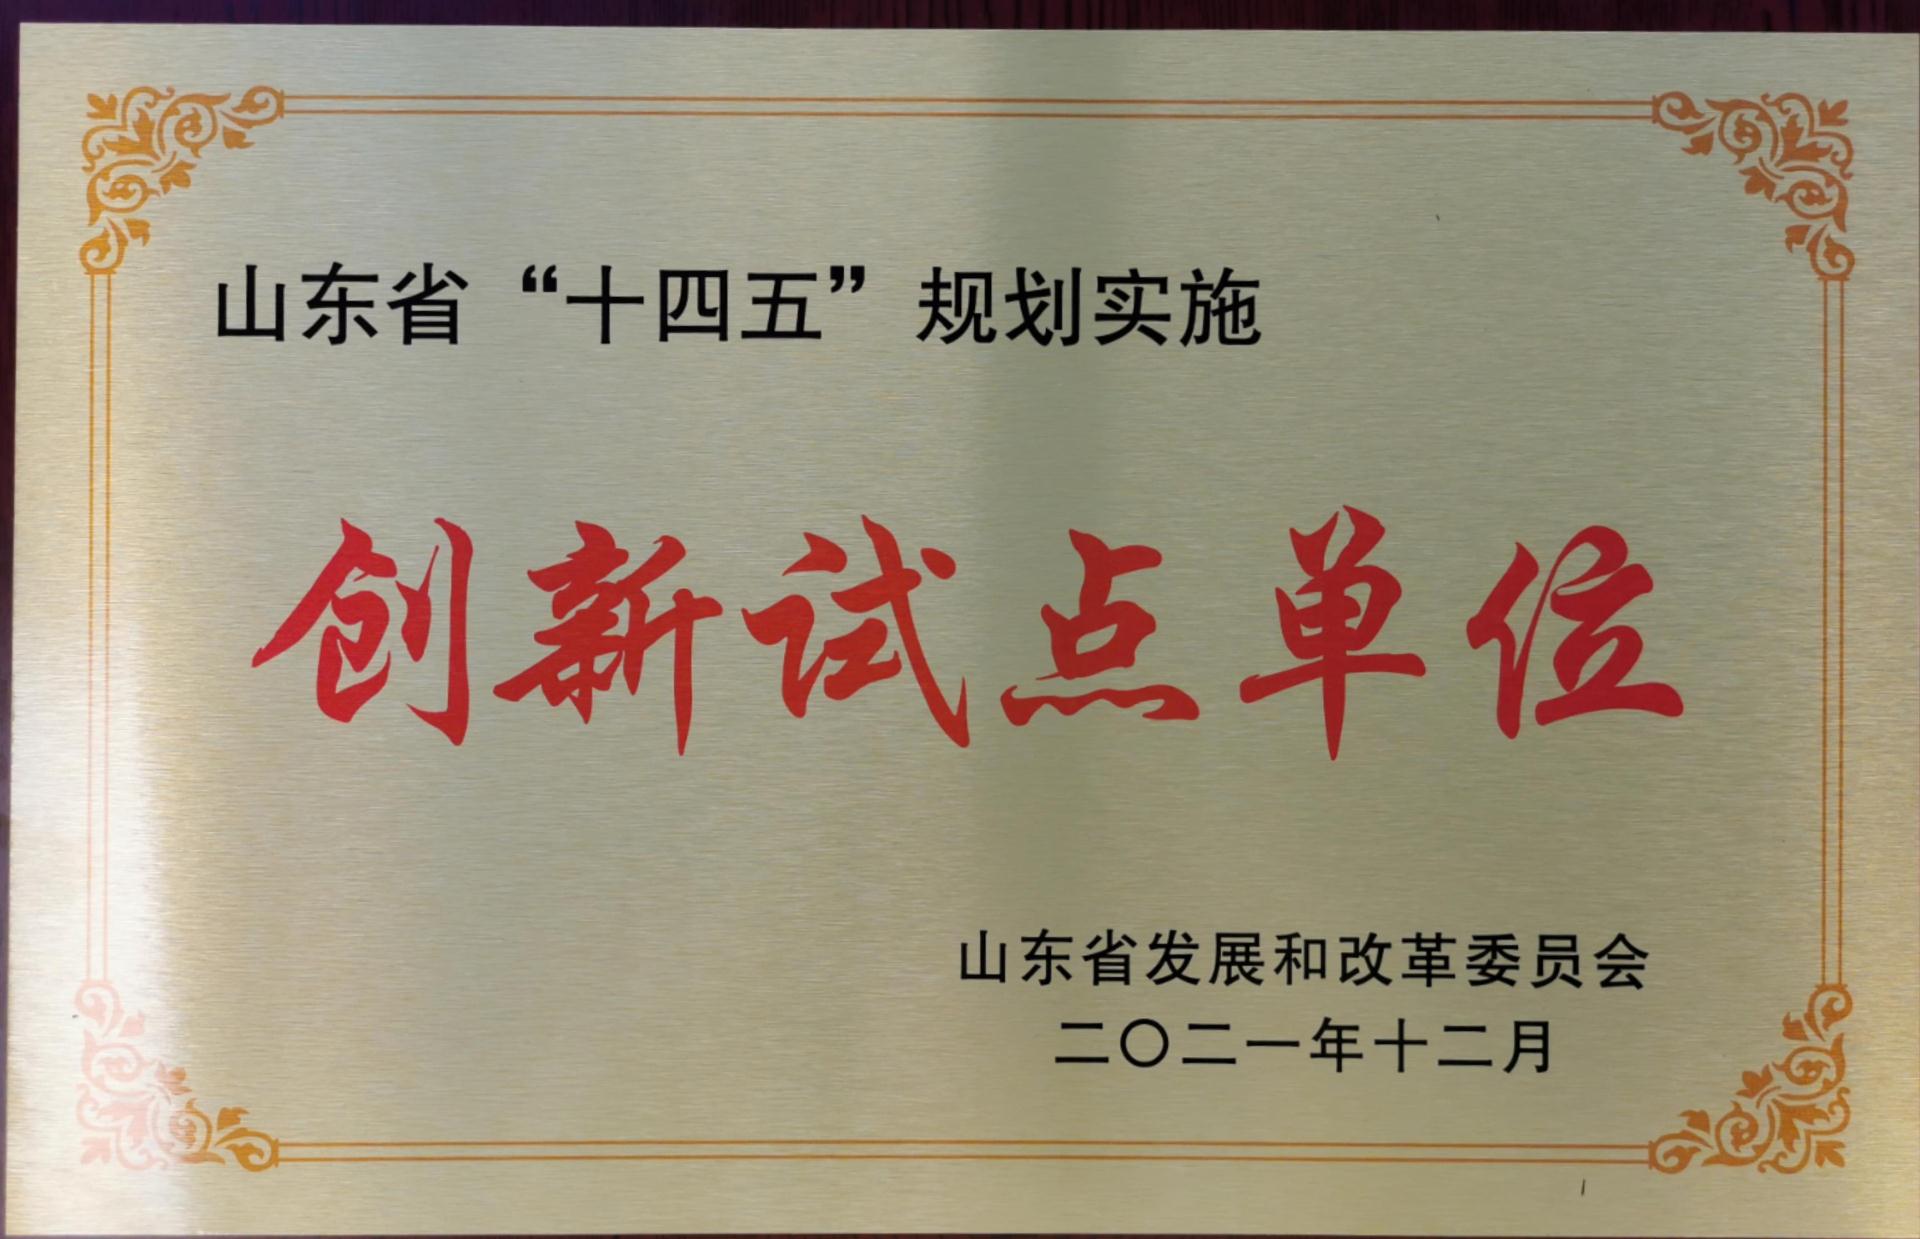 山东省“十四五”规划实施
创新试点单位
山东省发展和改革委员会
二〇二一年十二月